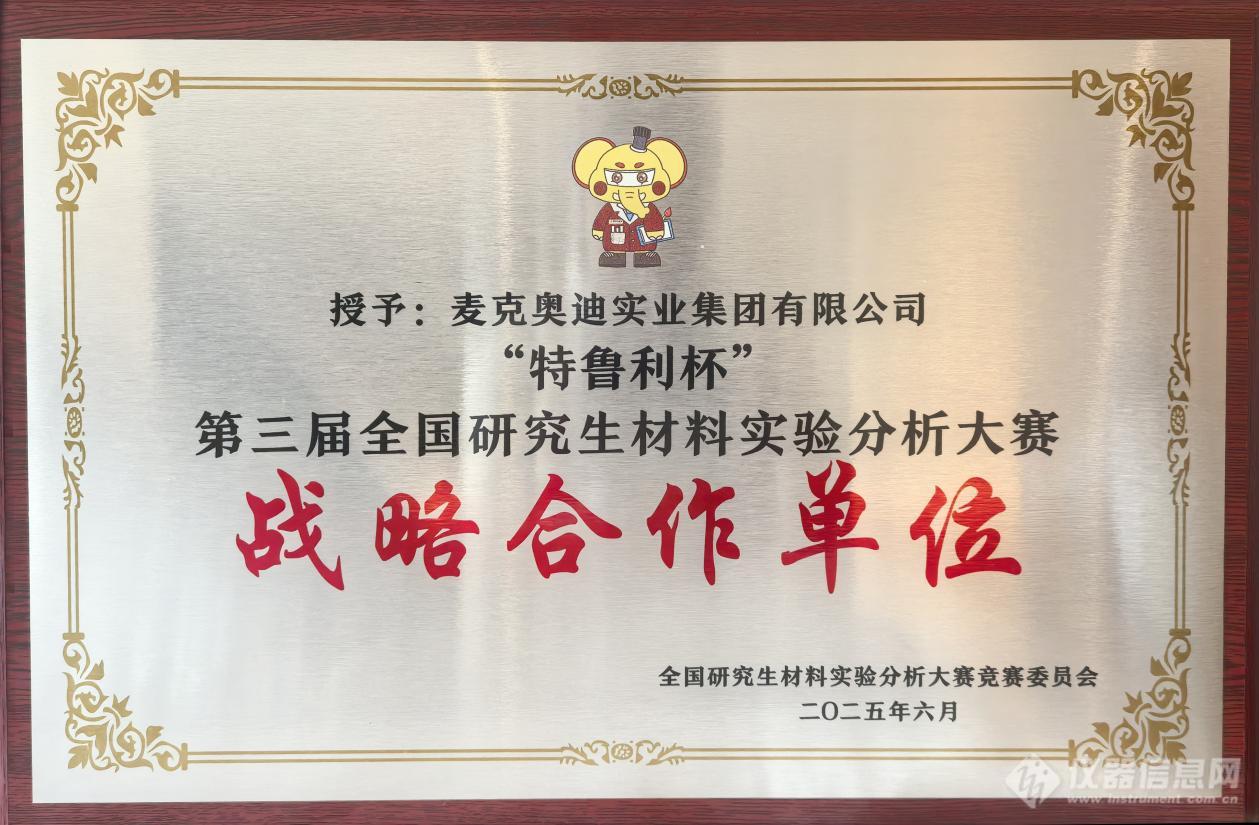 授予：麦克奥迪实业集团有限公司
“特鲁利杯”
第三届全国研究生材料实验分析大赛
战略合作单位
全国研究生材料实验分析大赛竞赛委员会
二〇二五年六月
仪器信息网
www.instrument.com.cn